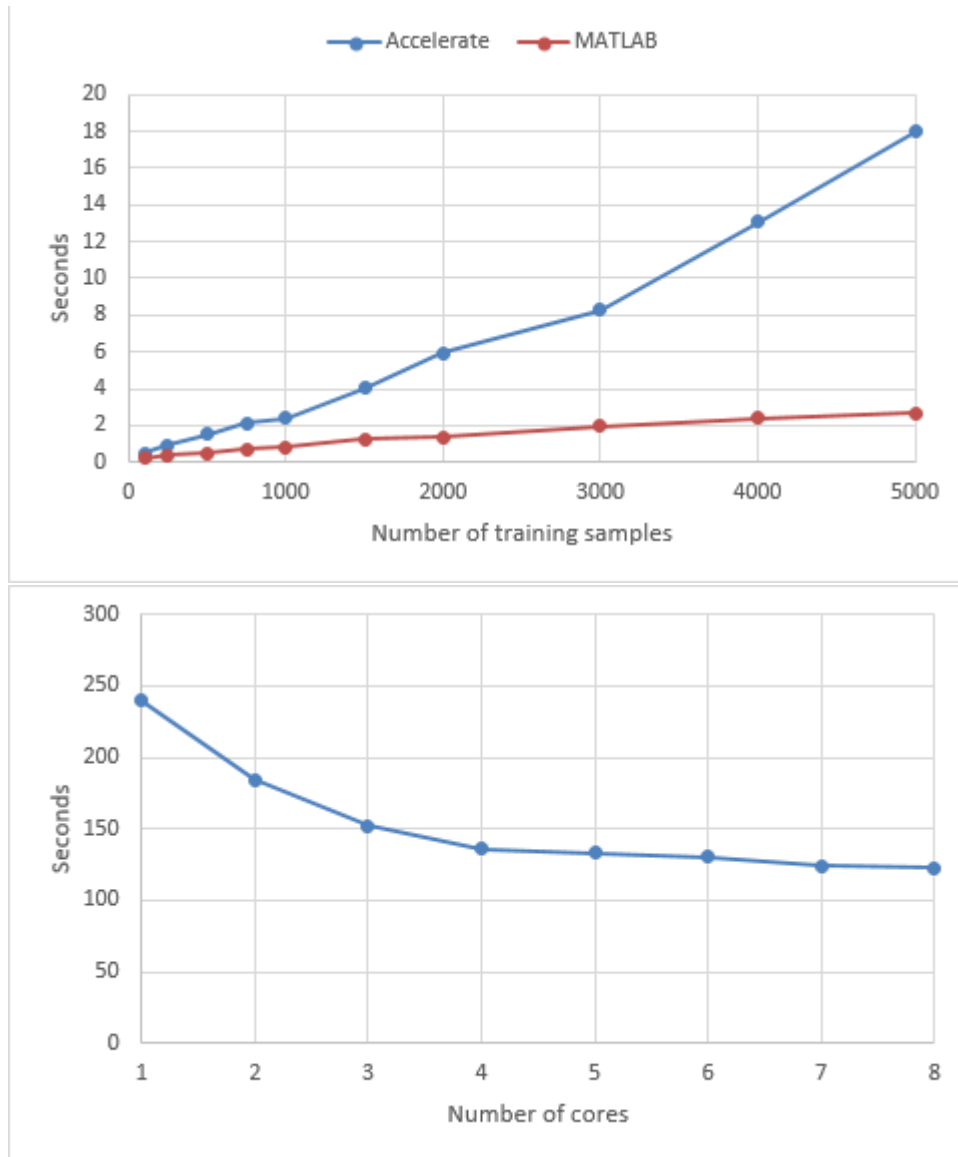 Accelerate MATLAB
20
18
16
14
12
10
8
6
4
2
0
Seconds
0 1000 2000 3000 4000 5000
Number of training samples
300
250
200
150
100
50
0
Seconds
1 2 3 4 5 6 7 8
Number of cores